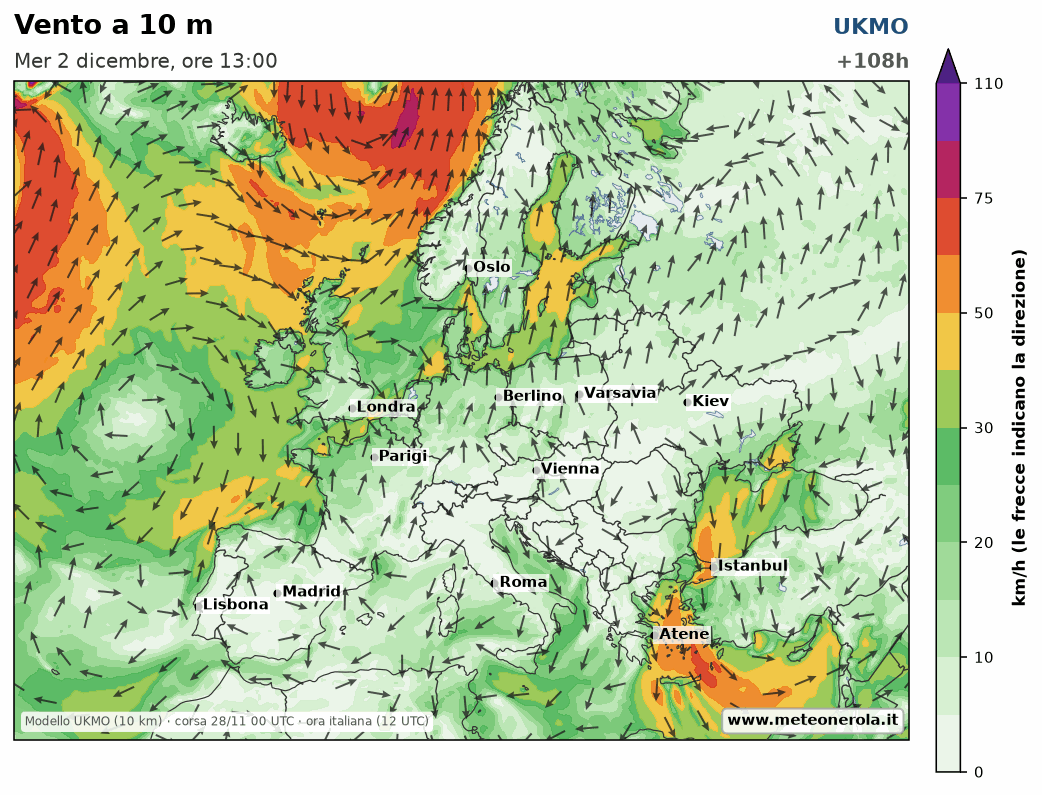 Vento a 10 m
UKMO
Mer 2 dicembre, ore 13:00
+108h
110
75
50
30
20
10
0
km/h (le frecce indicano la direzione)
Oslo
Londra
Berlino
Varsavia
Kiev
Parigi
Vienna
Istanbul
Roma
Madrid
Lisbona
Atene
Modello UKMO (10 km) · corsa 28/11 00 UTC · ora italiana (12 UTC)
www.meteonerola.it